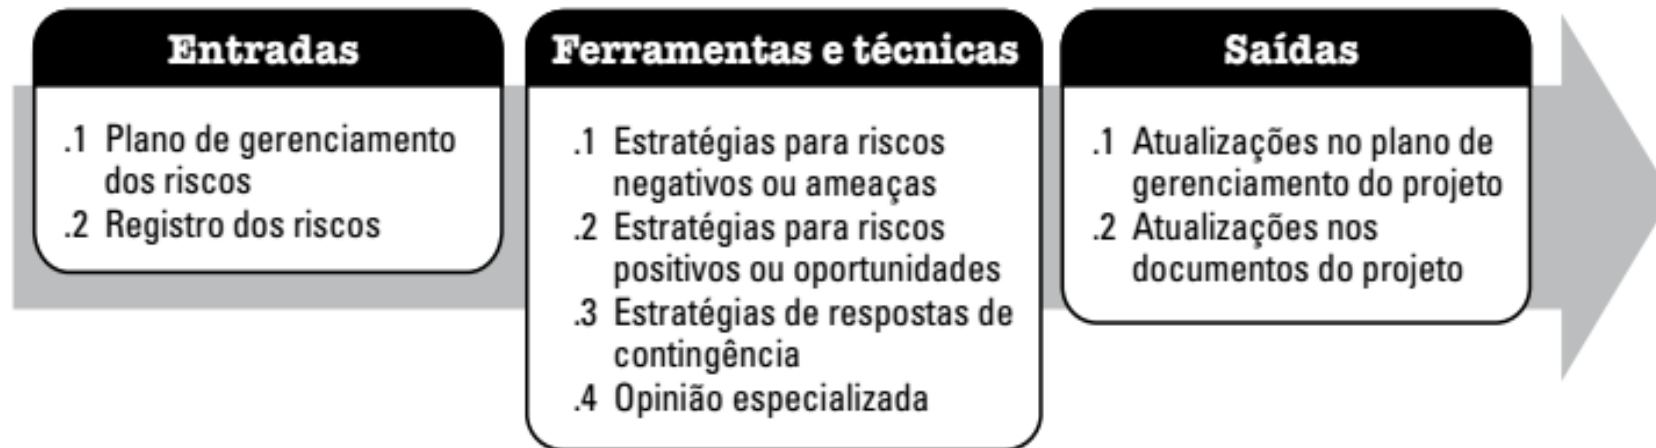 Entradas
.1 Plano de gerenciamento
dos riscos
.2 Registro dos riscos
Ferramentas e técnicas
.1 Estratégias para riscos
negativos ou ameaças
.2 Estratégias para riscos
positivos ou oportunidades
.3 Estratégias de respostas de
contingência
.4 Opinião especializada
Saídas
.1 Atualizações no plano de
gerenciamento do projeto
.2 Atualizações nos
documentos do projeto